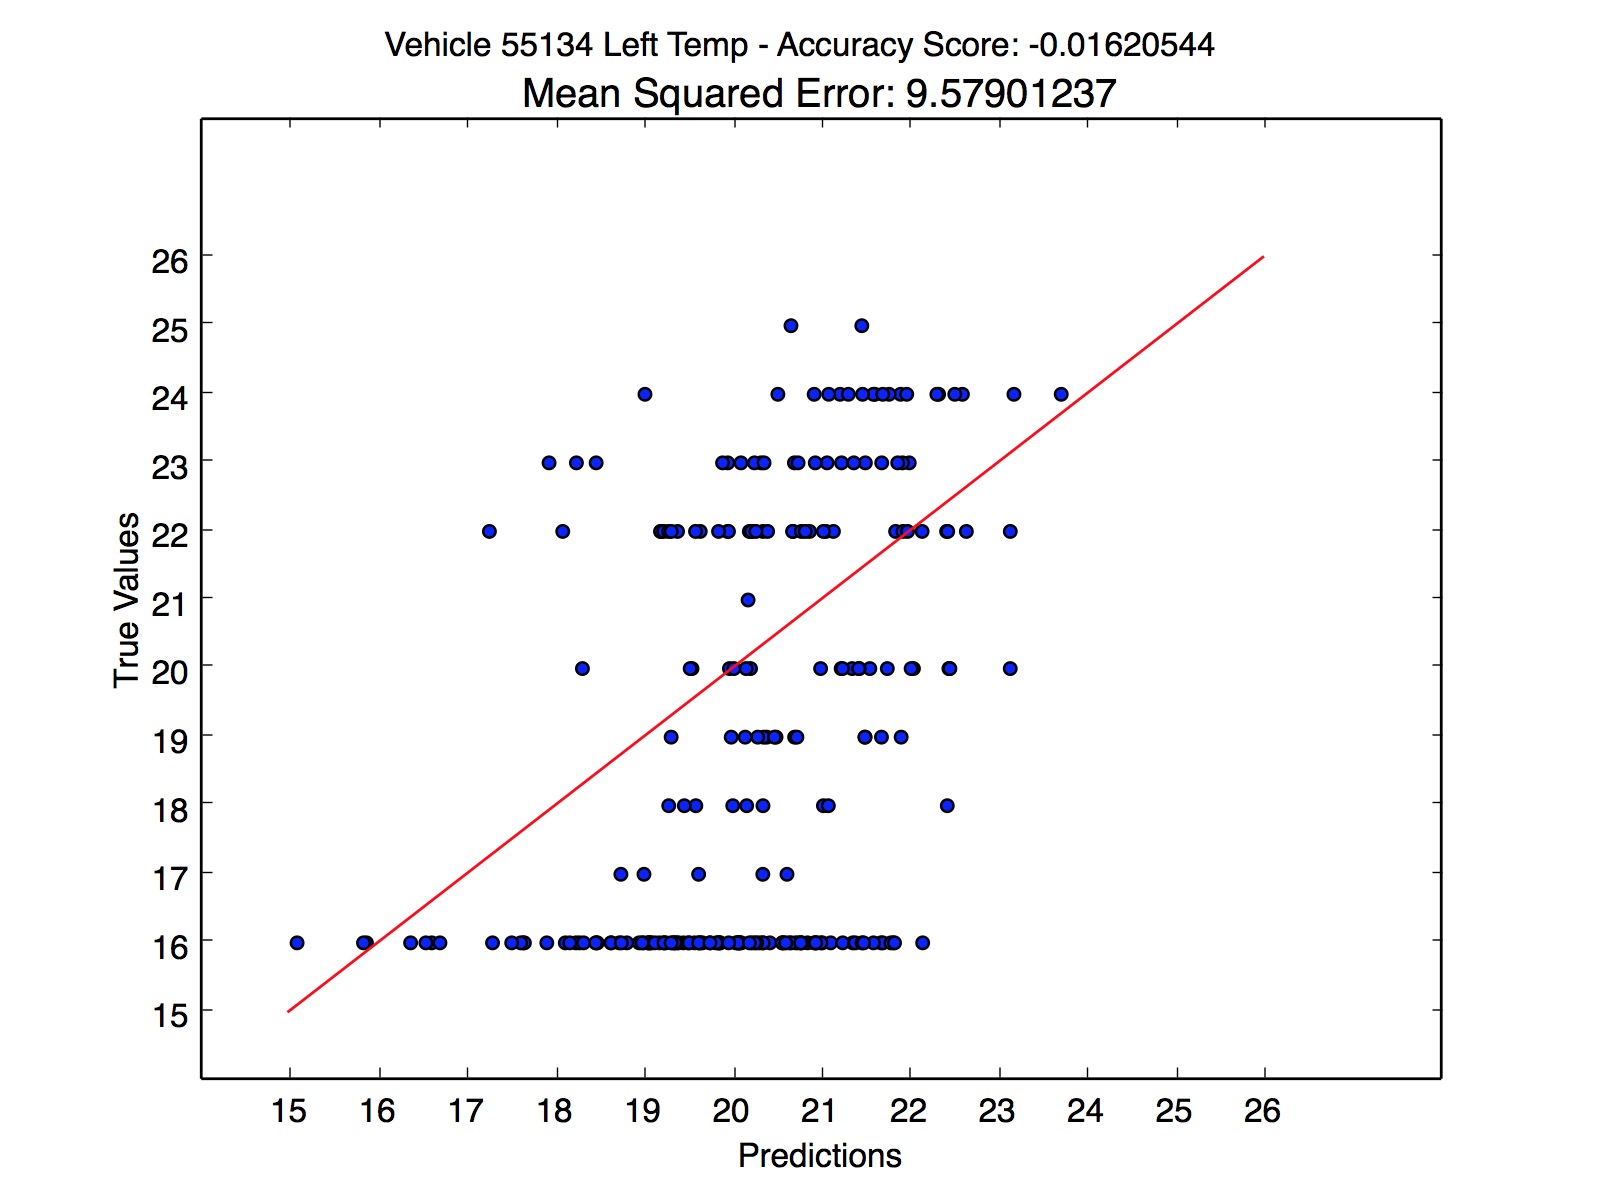 Vehicle 55134 Left Temp - Accuracy Score: -0.01620544
Mean Squared Error: 9.57901237
26
25
24
23
22
21
20
19
18
17
16
15
True Values
15 16 17 18 19 20 21 22 23 24 25 26
Predictions